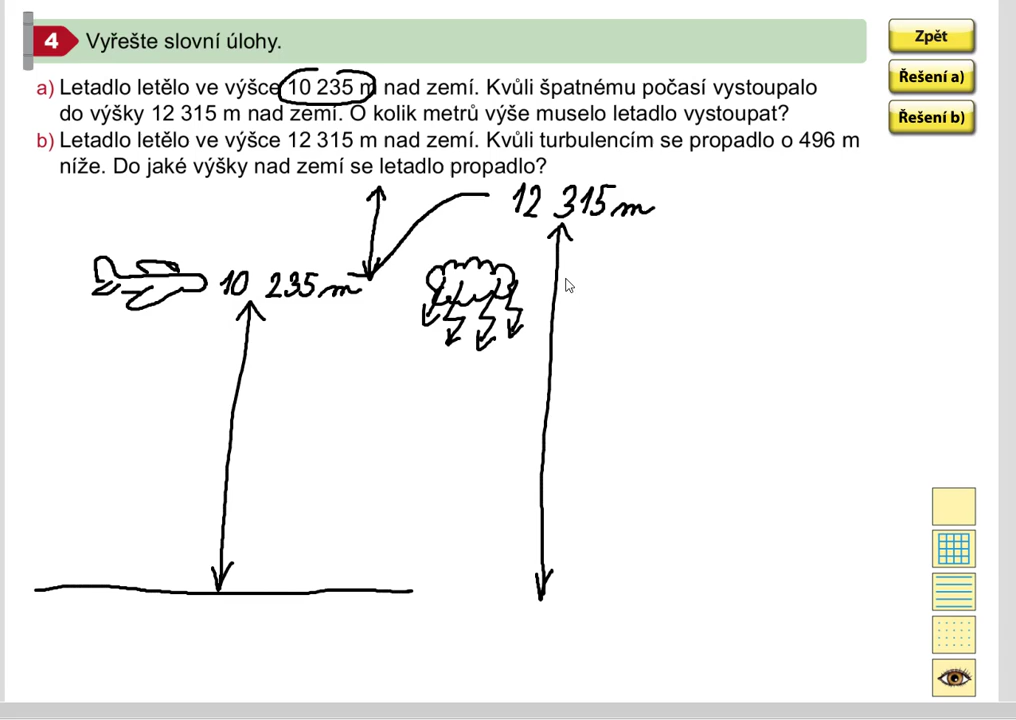 4 Vyřešte slovní úlohy.
a) Letadlo letělo ve výšce 10 235 m nad zemí. Kvůli špatnému počasí vystoupalo
do výšky 12 315 m nad zemí. O kolik metrů výše muselo letadlo vystoupat?
b) Letadlo letělo ve výšce 12 315 m nad zemí. Kvůli turbulencím se propadlo o 496 m
níže. Do jaké výšky nad zemí se letadlo propadlo?
Zpět
Řešení a)
Řešení b)
12 315 m
10 235 m